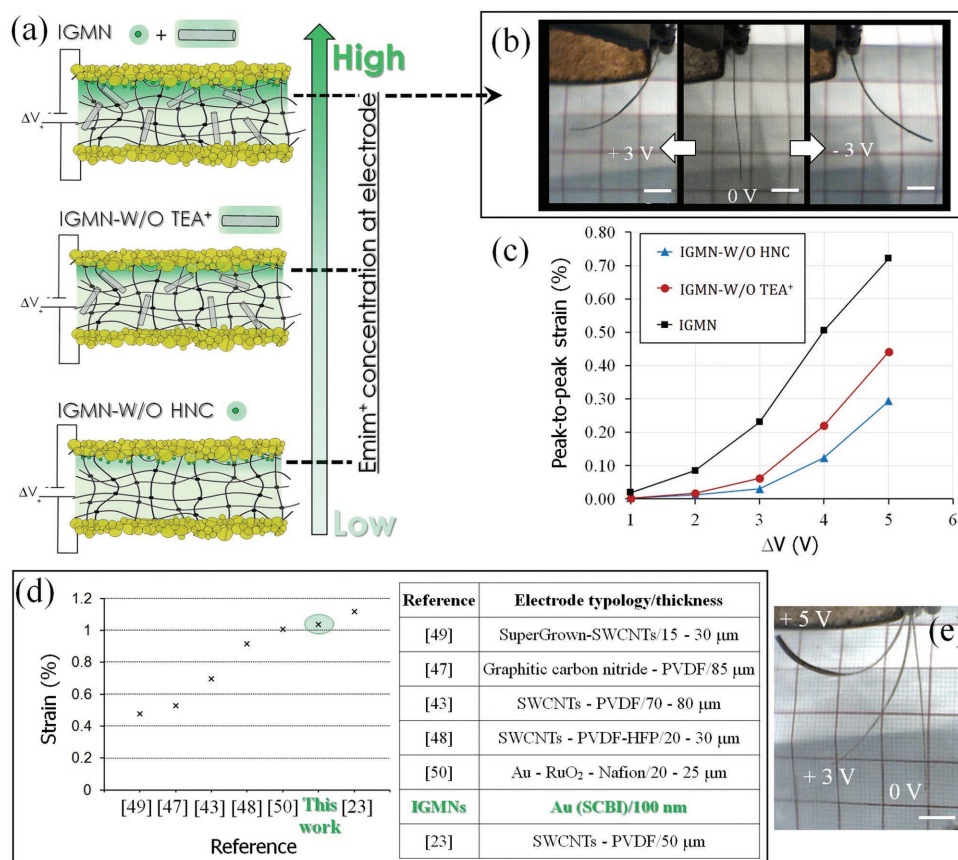 (a)
IGMN
+
High
ΔV
+
IGMN-W/O TEA⁺
ΔV
+
IGMN-W/O HNC
ΔV
+
Low
Emim⁺ concentration at electrode
(b)
+ 3 V
0 V
- 3 V
(c)
0.80
0.70
0.60
0.50
0.40
0.30
0.20
0.10
0.00
Peak-to-peak strain (%)
IGMN-W/O HNC
IGMN-W/O TEA⁺
IGMN
1 2 3 4 5 6
ΔV (V)
(d)
1.2
1
0.8
0.6
0.4
0.2
0
Strain (%)
[49] [47] [43] [48] [50] This [23]
work
Reference
Reference Electrode typology/thickness
[49] SuperGrown-SWCNTs/15 - 30 μm
[47] Graphitic carbon nitride - PVDF/85 μm
[43] SWCNTs - PVDF/70 - 80 μm
[48] SWCNTs - PVDF-HFP/20 - 30 μm
[50] Au - RuO₂ - Nafion/20 - 25 μm
IGMNs Au (SCBI)/100 nm
[23] SWCNTs - PVDF/50 μm
(e)
+ 5 V
+ 3 V
0 V